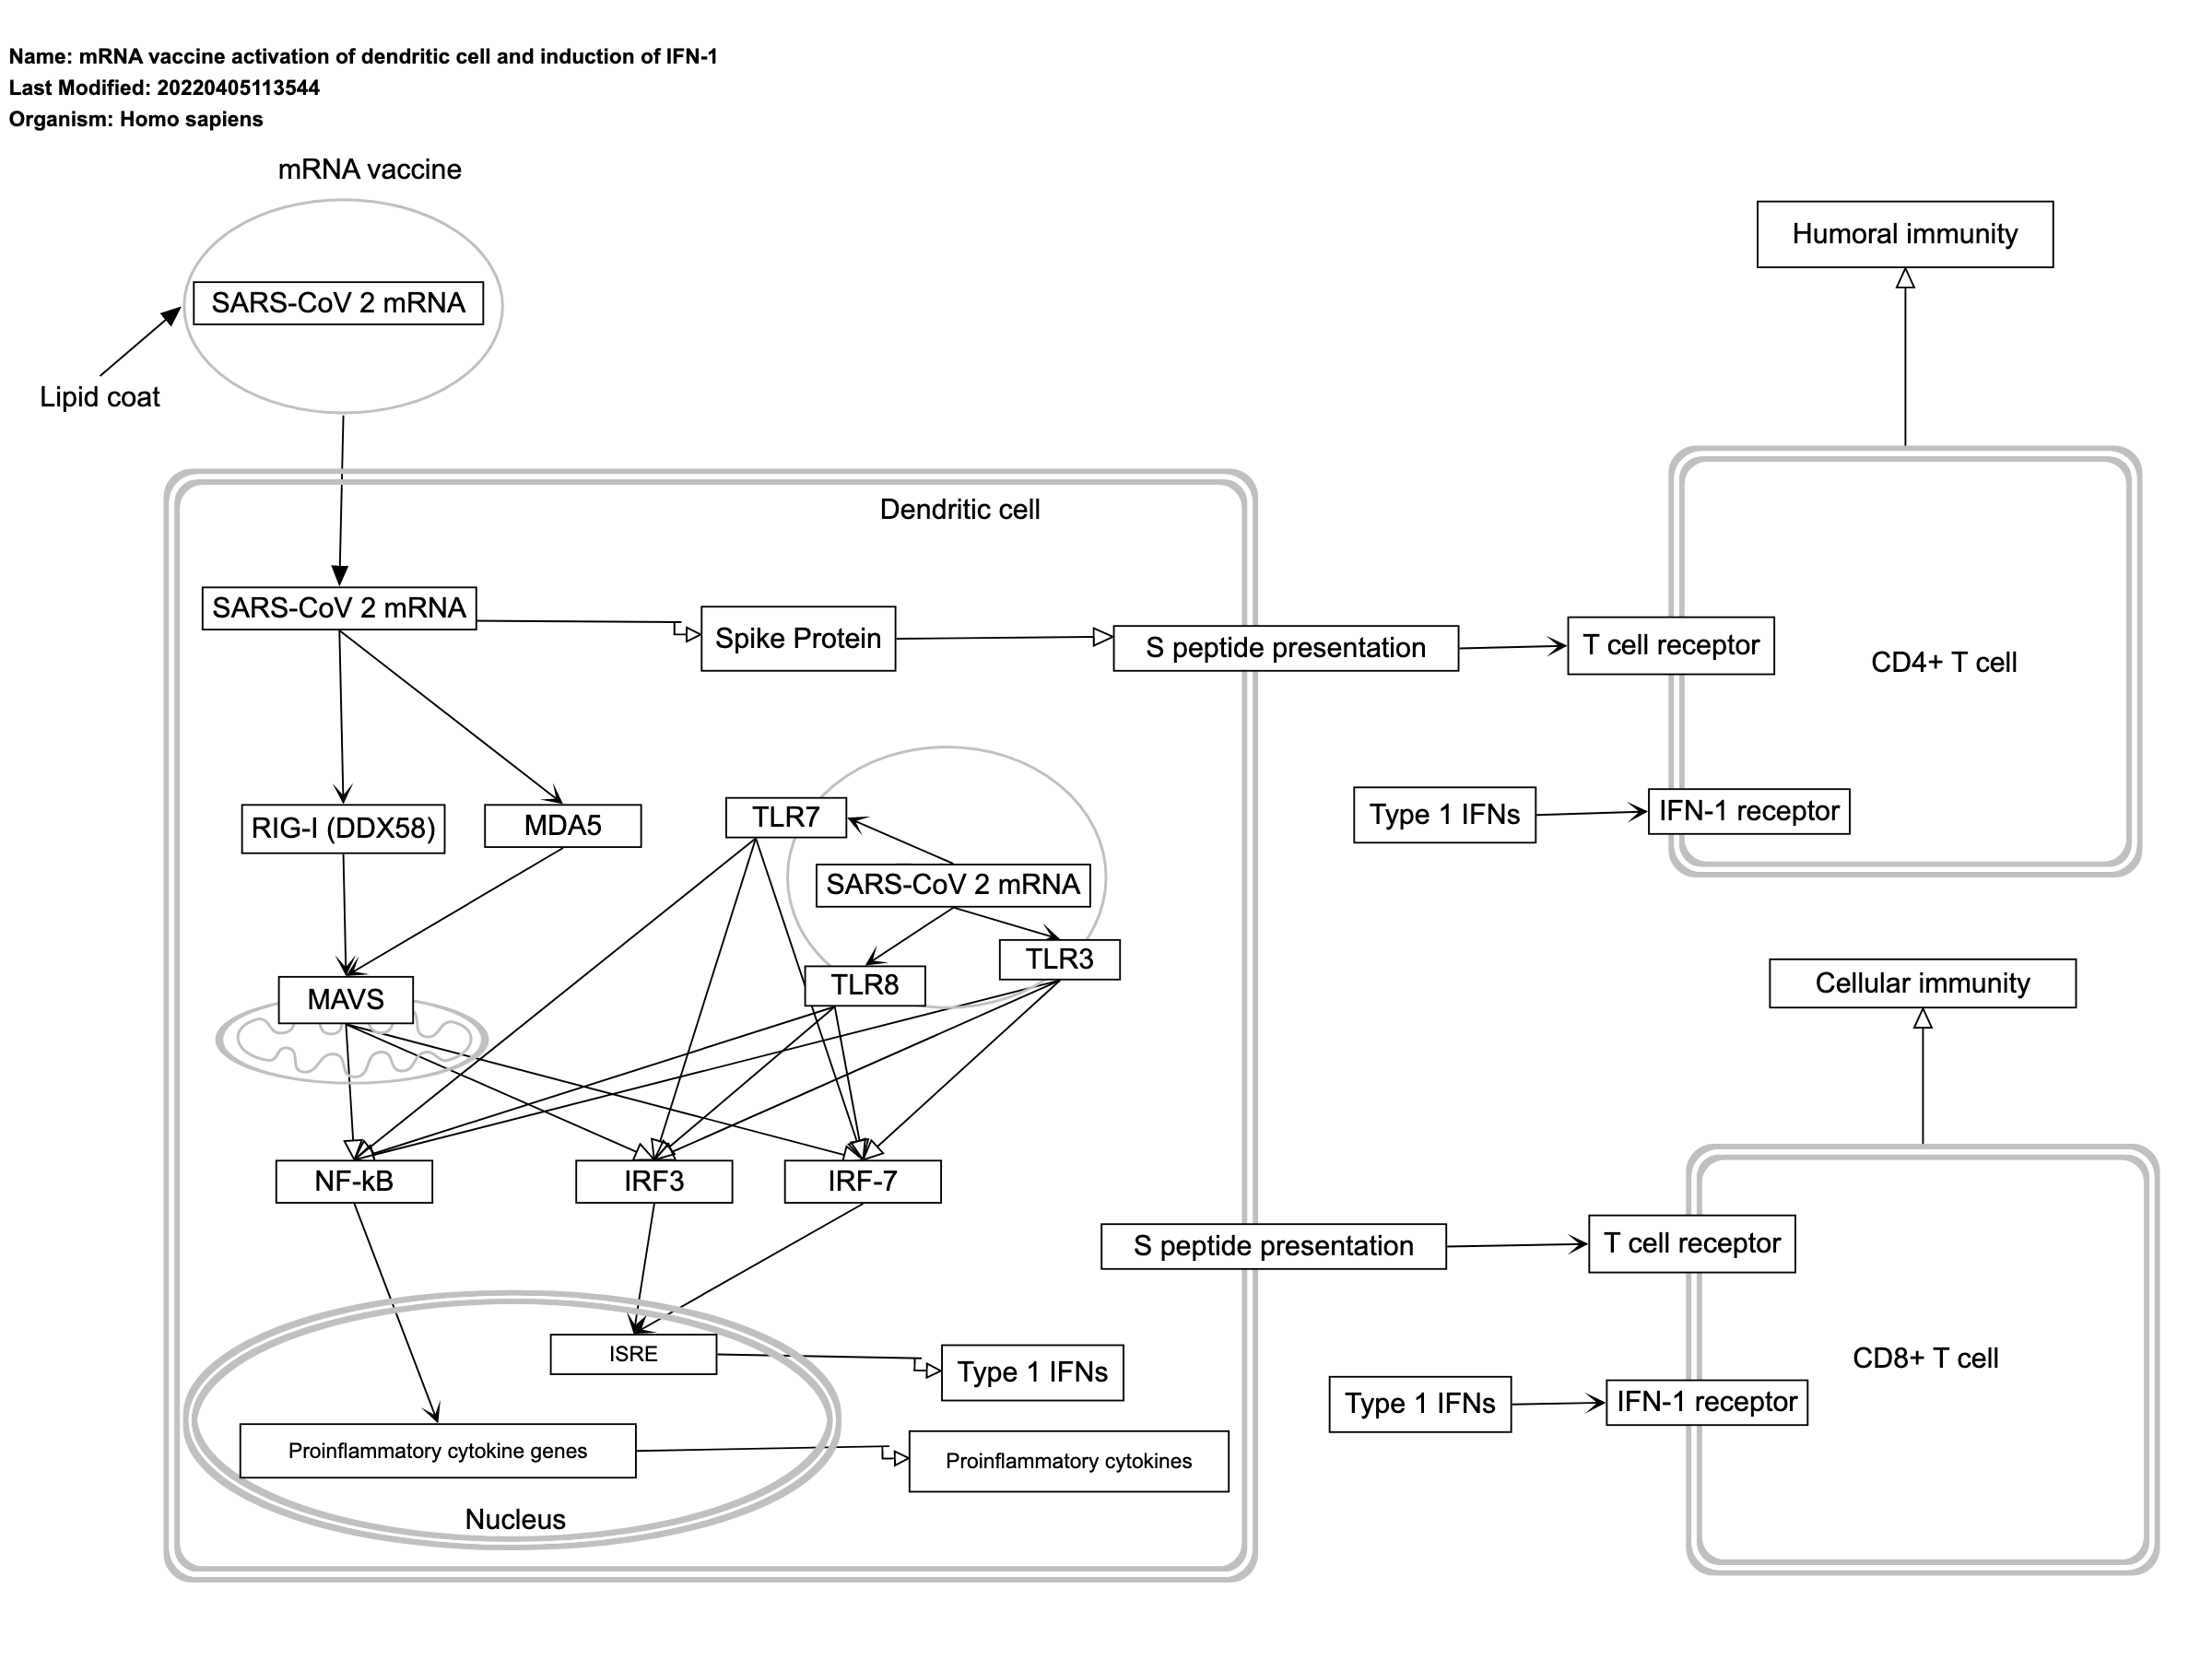 Name: mRNA vaccine activation of dendritic cell and induction of IFN-1
Last Modified: 20220405113544
Organism: Homo sapiens
mRNA vaccine
SARS-CoV 2 mRNA
Lipid coat
Humoral immunity
Dendritic cell
SARS-CoV 2 mRNA
Spike Protein
S peptide presentation
T cell receptor
CD4+ T cell
RIG-I (DDX58)
MDA5
TLR7
Type 1 IFNs
IFN-1 receptor
SARS-CoV 2 mRNA
TLR3
TLR8
MAVS
Cellular immunity
NF-kB
IRF3
IRF-7
S peptide presentation
T cell receptor
ISRE
Type 1 IFNs
CD8+ T cell
Type 1 IFNs
IFN-1 receptor
Proinflammatory cytokine genes
Proinflammatory cytokines
Nucleus